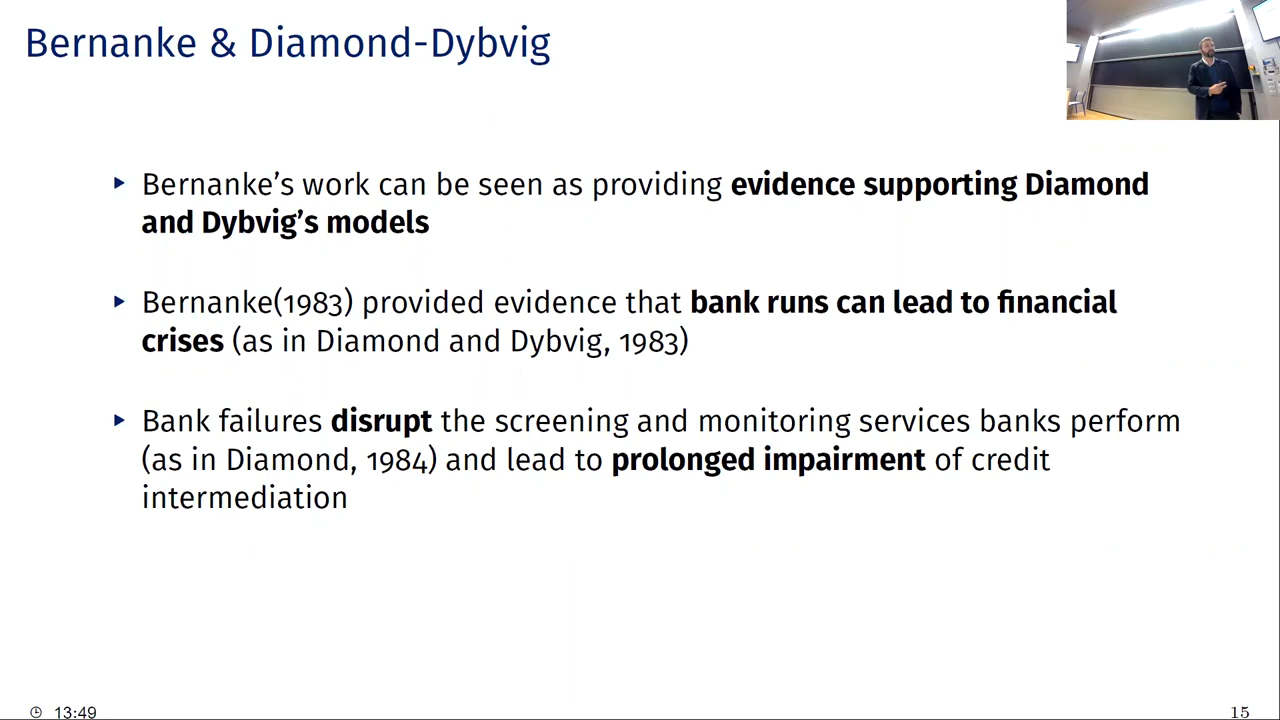 Bernanke & Diamond-Dybvig
Bernanke's work can be seen as providing evidence supporting Diamond
and Dybvig's models
Bernanke(1983) provided evidence that bank runs can lead to financial
crises (as in Diamond and Dybvig, 1983)
Bank failures disrupt the screening and monitoring services banks perform
(as in Diamond, 1984) and lead to prolonged impairment of credit
intermediation
13:49
15